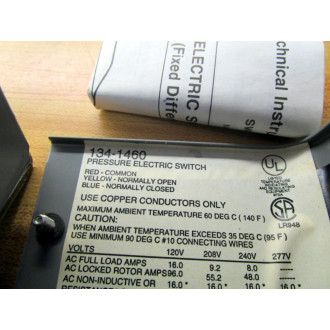 chnical Instru
ELECTRIC S
(Fixed Diffe
134-1460
PRESSURE ELECTRIC SWITCH
RED - COMMON
YELLOW - NORMALLY OPEN
BLUE - NORMALLY CLOSED
USE COPPER CONDUCTORS ONLY
MAXIMUM AMBIENT TEMPERATURE 60 DEG C (140 F)
CAUTION:
WHEN AMBIENT TEMPERATURE EXCEEDS 35 DEG C (95 F)
USE MINIMUM 90 DEG C #10 CONNECTING WIRES
UL
LISTED
SA
LR948
VOLTS 120V 208V 240V 277V
AC FULL LOAD AMPS 16.0 9.2 8.0
AC LOCKED ROTOR AMPS 96.0 55.2 48.0
AC NON-INDUCTIVE OR 16.0 * 16.0 * 16.0 * 16.0 *